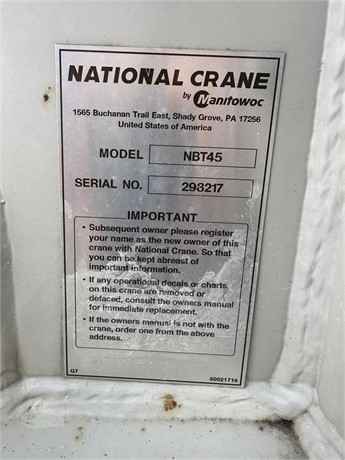 NATIONAL CRANE
by Manitowoc
1565 Buchanan Trail East, Shady Grove, PA 17256
United States of America
MODEL NBT45
SERIAL NO. 293217
IMPORTANT
• Subsequent owner please register
your name as the new owner of this
crane with National Crane. So that
you can be kept abreast of
important information.
• If any operational decals or charts
on this crane are removed or
defaced, consult the owners manual
for immediate replacement.
• If the owners manual is not with the
crane, order one from the above
address.
G7 80021716